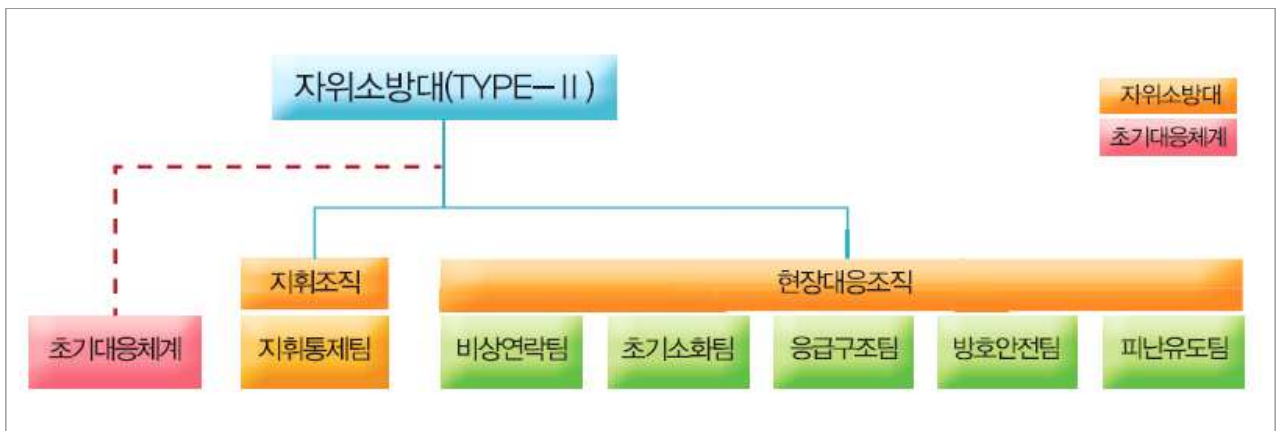 자위소방대(TYPE-Ⅱ)
자위소방대
초기대응체계
지휘조직
현장대응조직
초기대응체계
지휘통제팀
비상연락팀
초기소화팀
응급구조팀
방호안전팀
피난유도팀